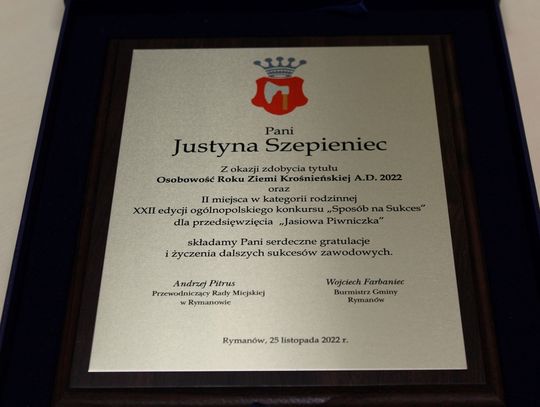 Pani
Justyna Szepieniec
Z okazji zdobycia tytułu
Osobowość Roku Ziemi Krośnieńskiej A.D. 2022
oraz
II miejsca w kategorii rodzinnej
XXII edycji ogólnopolskiego konkursu „Sposób na Sukces”
dla przedsięwzięcia „Jasiowa Piwniczka”
składamy Pani serdeczne gratulacje
i życzenia dalszych sukcesów zawodowych.
Andrzej Pitrus
Przewodniczący Rady Miejskiej
w Rymanowie
Wojciech Farbaniec
Burmistrz Gminy
Rymanów
Rymanów, 25 listopada 2022 r.